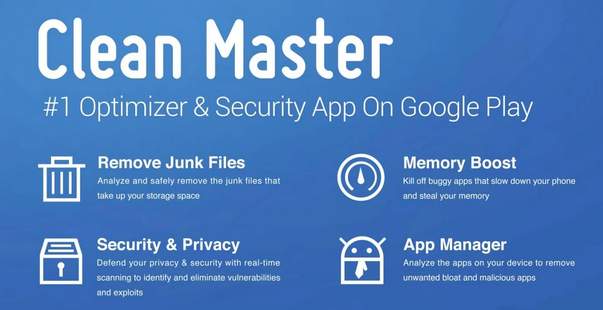 Clean Master
#1 Optimizer & Security App On Google Play
Remove Junk Files
Analyze and safely remove the junk files that
take up your storage space
Memory Boost
Kill off buggy apps that slow down your phone
and steal your memory
Security & Privacy
Defend your privacy & security with real-time
scanning to identify and eliminate vulnerabilities
and exploits
App Manager
Analyze the apps on your device to remove
unwanted bloat and malicious apps